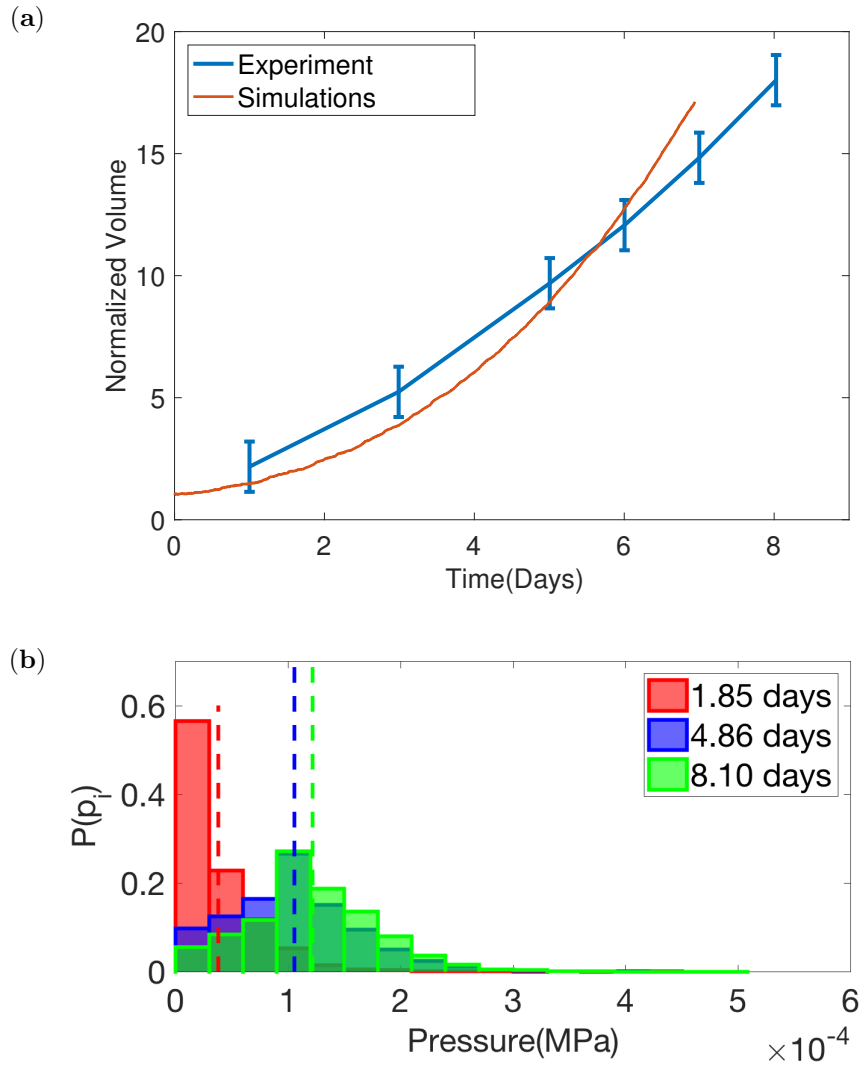 (a)
20
15
10
5
0
Normalized Volume
Experiment
Simulations
0 2 4 6 8
Time(Days)
(b)
0.6
0.4
0.2
0
P(p_i)
1.85 days
4.86 days
8.10 days
0 1 2 3 4 5 6
Pressure(MPa)
×10^-4